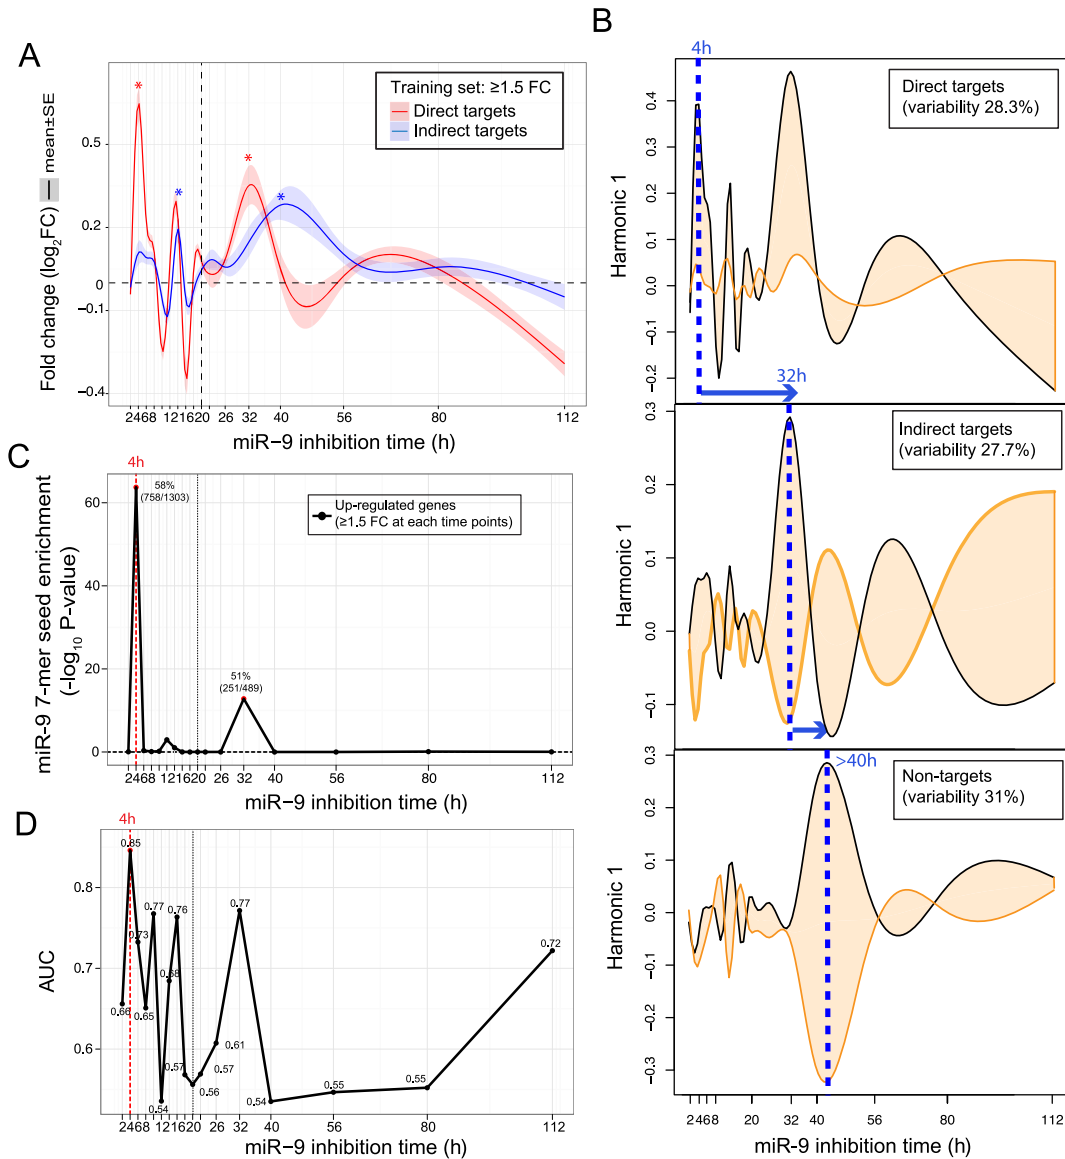 A
Fold change (log2FC) — mean±SE
0.5
0.2
0
−0.1
−0.4
Training set: ≥1.5 FC
Direct targets
Indirect targets
*
*
*
*
2468 12 1620 26 32 40 56 80 112
miR−9 inhibition time (h)
C
4h
miR−9 7-mer seed enrichment
(-log10 P-value)
60
40
20
0
58%
(758/1303)
Up-regulated genes
(≥1.5 FC at each time points)
51%
(251/489)
2468 12 1620 26 32 40 56 80 112
miR−9 inhibition time (h)
D
4h
AUC
0.8
0.7
0.6
0.66
0.85
0.73
0.65
0.77
0.54
0.68
0.76
0.57
0.56
0.57
0.61
0.77
0.54
0.55
0.55
0.72
2468 12 1620 26 32 40 56 80 112
miR−9 inhibition time (h)
B
4h
Direct targets
(variability 28.3%)
Harmonic 1
0.4
0.3
0.2
0.1
0.0
-0.1
-0.2
32h
Indirect targets
(variability 27.7%)
Harmonic 1
0.3
0.2
0.1
0.0
-0.1
>40h
Non-targets
(variability 31%)
Harmonic 1
0.3
0.2
0.1
0.0
-0.1
-0.2
-0.3
2468 20 32 40 56 80 112
miR-9 inhibition time (h)